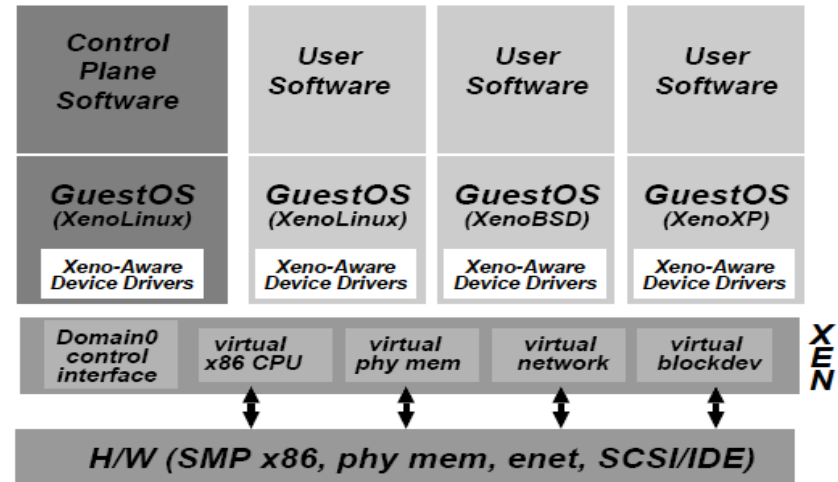 Control
Plane
Software
User
Software
User
Software
User
Software
GuestOS
(XenoLinux)
Xeno-Aware
Device Drivers
GuestOS
(XenoLinux)
Xeno-Aware
Device Drivers
GuestOS
(XenoBSD)
Xeno-Aware
Device Drivers
GuestOS
(XenoXP)
Xeno-Aware
Device Drivers
Domain0
control
interface
virtual
x86 CPU
virtual
phy mem
virtual
network
virtual
blockdev
X
E
N
H/W (SMP x86, phy mem, enet, SCSI/IDE)